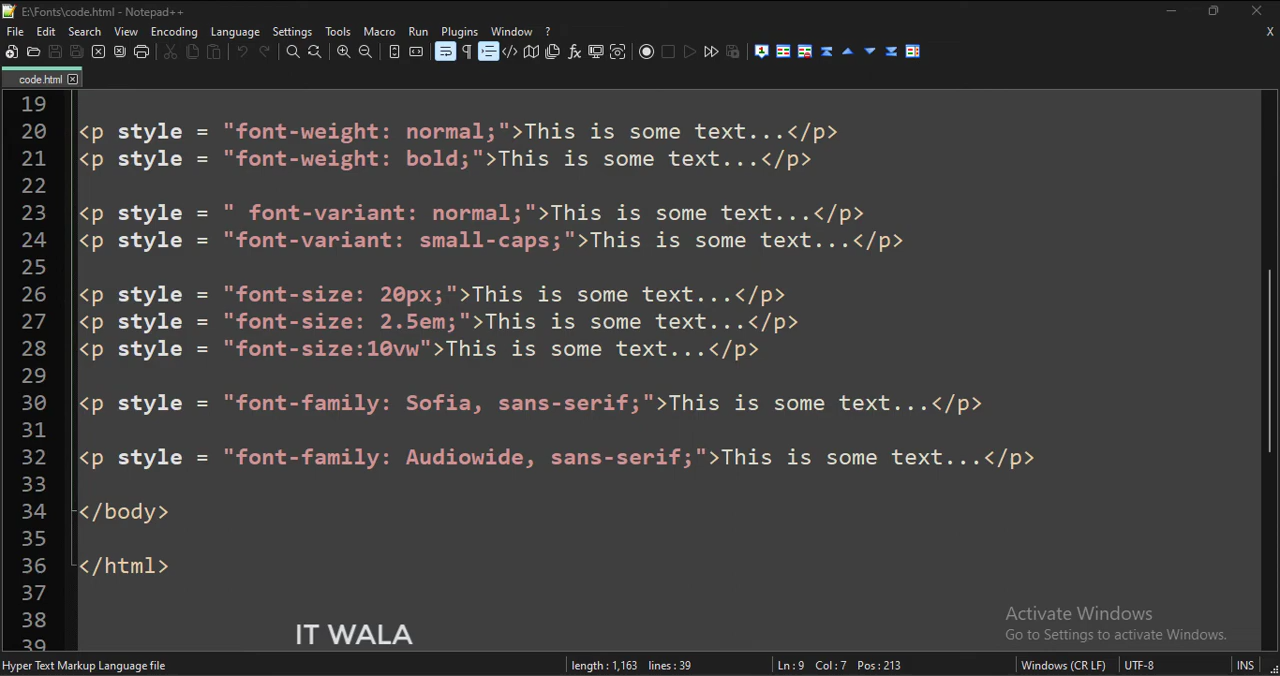 E:\Fonts\code.html - Notepad++
File Edit Search View Encoding Language Settings Tools Macro Run Plugins Window ? X
code.html
19
20 <p style = "font-weight: normal;">This is some text...</p>
21 <p style = "font-weight: bold;">This is some text...</p>
22
23 <p style = " font-variant: normal;">This is some text...</p>
24 <p style = "font-variant: small-caps;">This is some text...</p>
25
26 <p style = "font-size: 20px;">This is some text...</p>
27 <p style = "font-size: 2.5em;">This is some text...</p>
28 <p style = "font-size:10vw">This is some text...</p>
29
30 <p style = "font-family: Sofia, sans-serif;">This is some text...</p>
31
32 <p style = "font-family: Audiowide, sans-serif;">This is some text...</p>
33
34 </body>
35
36 </html>
37
38
39
Activate Windows
Go to Settings to activate Windows.
IT WALA
Hyper Text Markup Language file length : 1,163 lines : 39 Ln : 9 Col : 7 Pos : 213 Windows (CR LF) UTF-8 INS